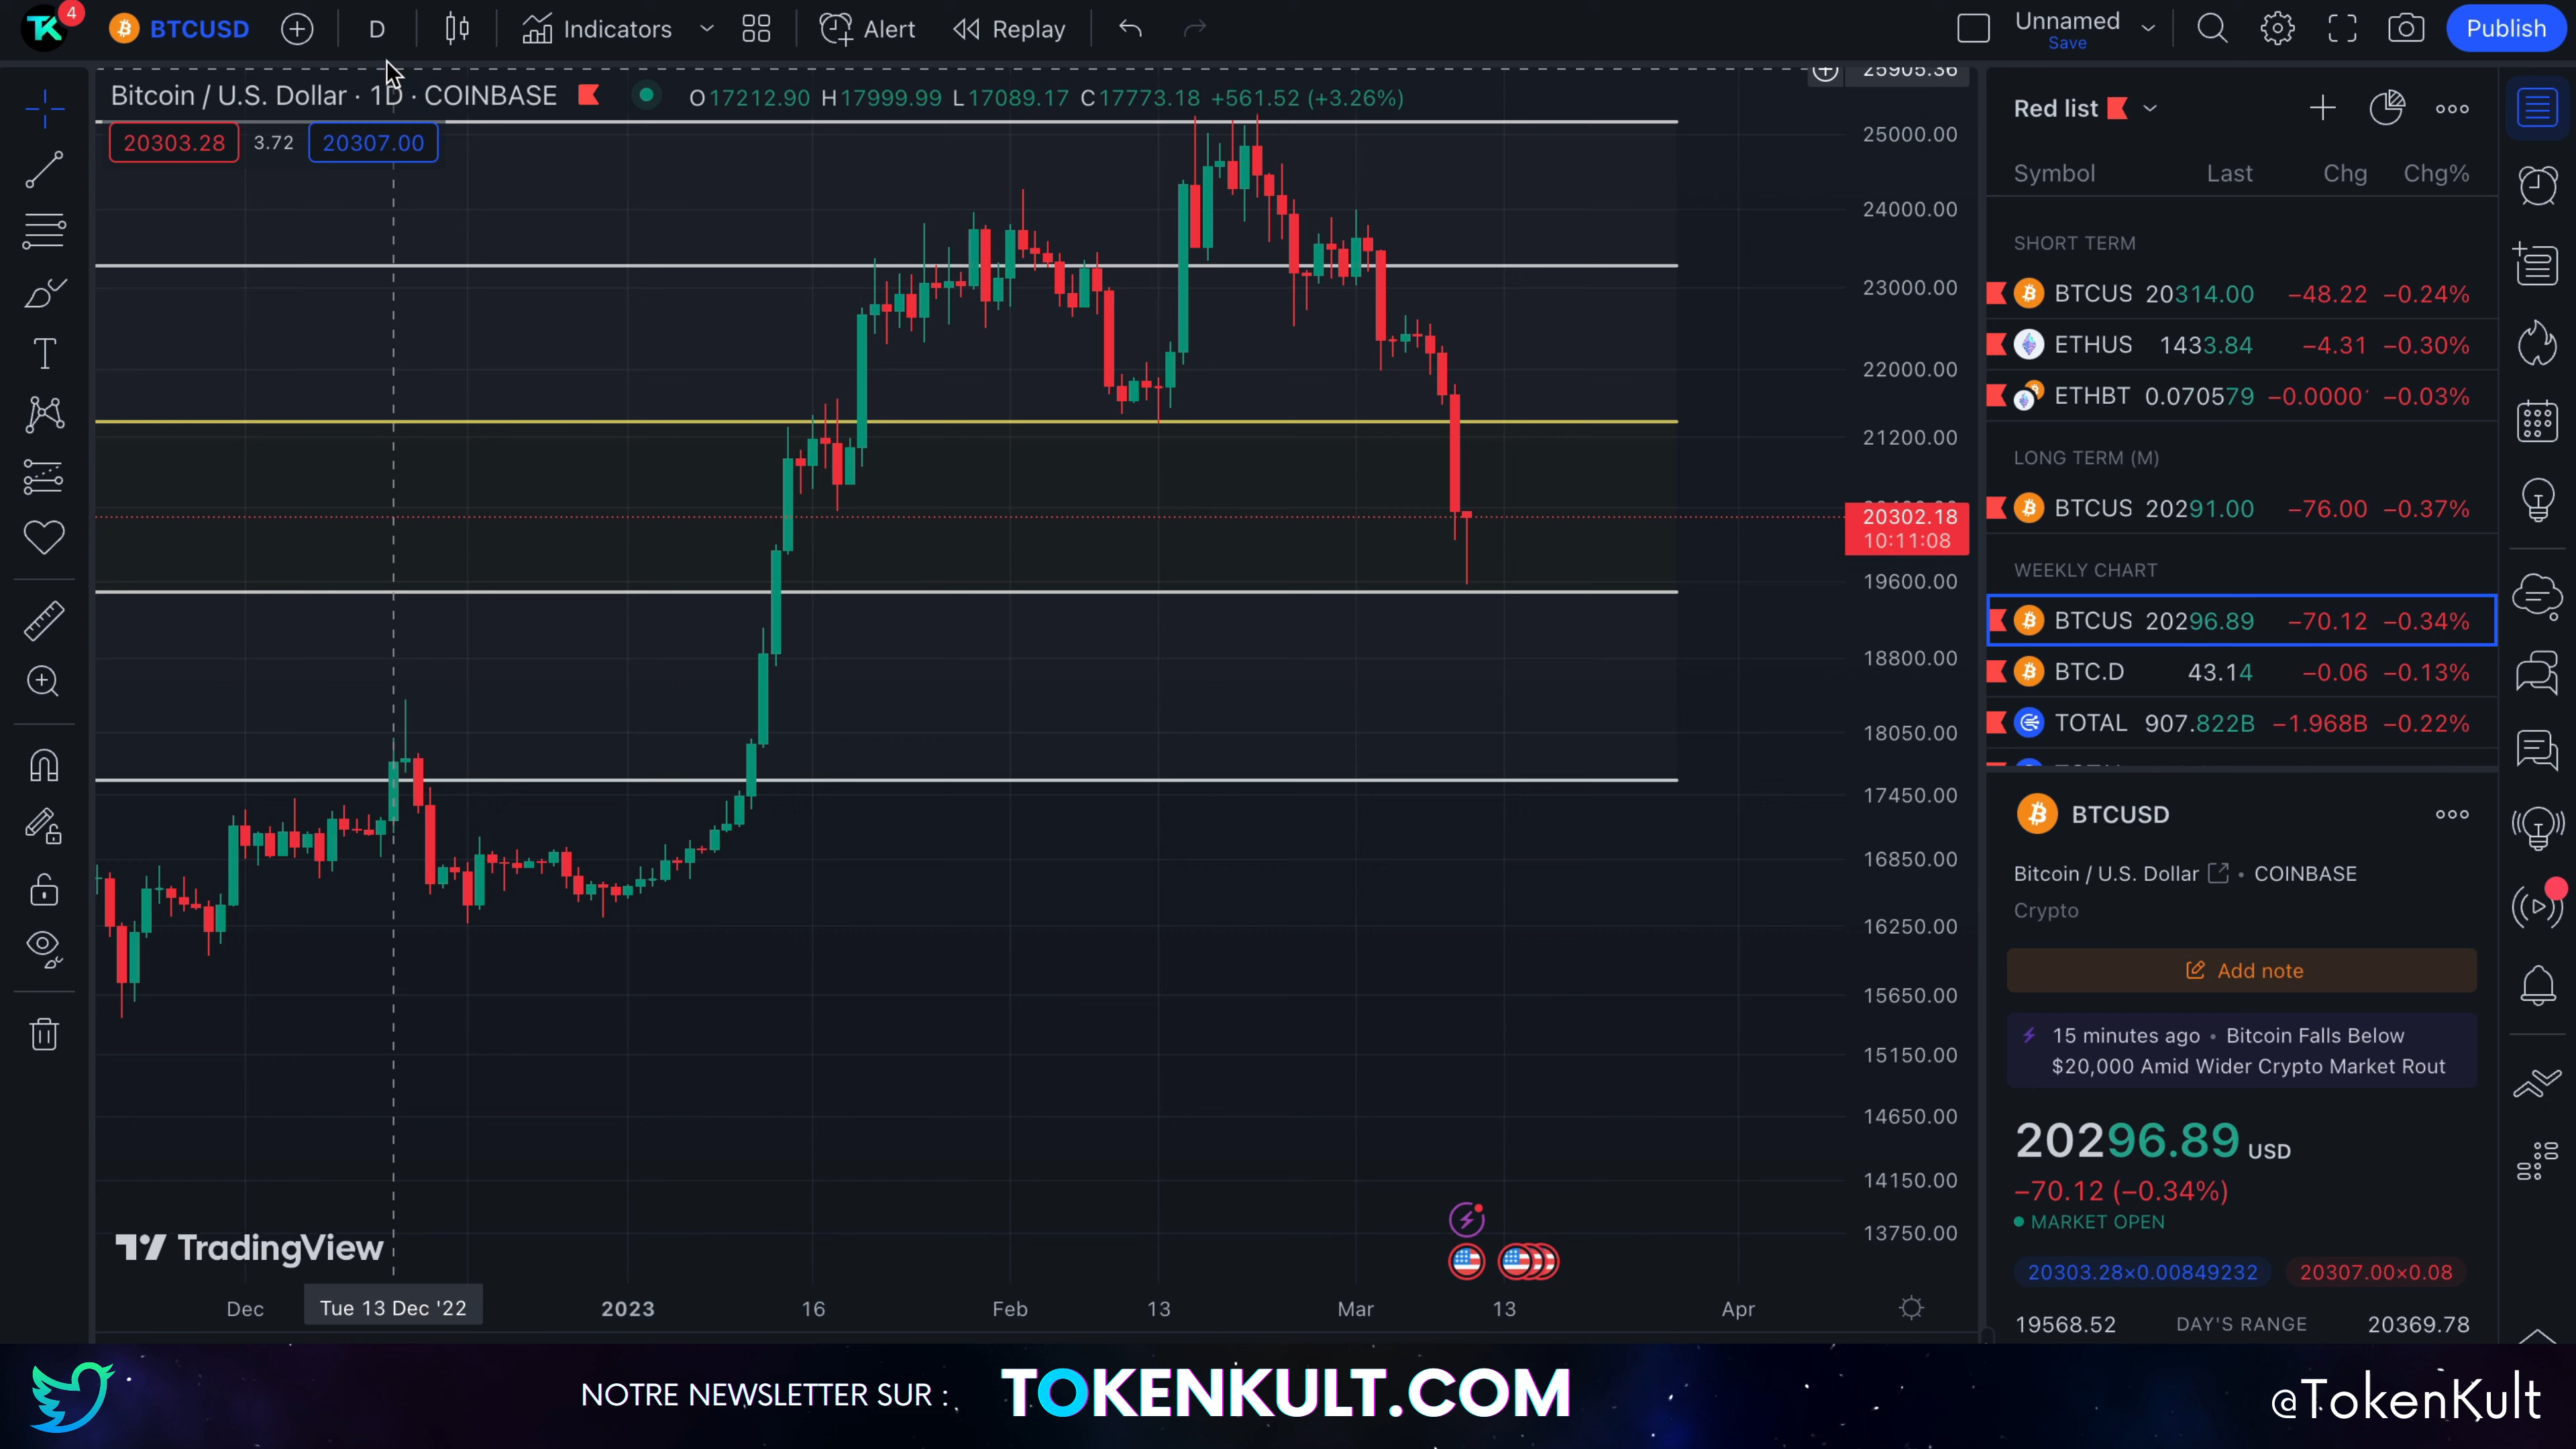 4 BTCUSD D Indicators Alert Replay Unnamed Save Publish
Bitcoin / U.S. Dollar · 1D · COINBASE O17212.90 H17999.99 L17089.17 C17773.18 +561.52 (+3.26%)
20303.28 3.72 20307.00
25905.36
25000.00
24000.00
23000.00
22000.00
21200.00
20302.18
10:11:08
19600.00
18800.00
18050.00
17450.00
16850.00
16250.00
15650.00
15150.00
14650.00
14150.00
13750.00
TradingView
Dec Tue 13 Dec '22 2023 16 Feb 13 Mar 13 Apr
Red list
Symbol Last Chg Chg%
SHORT TERM
BTCUS 20314.00 −48.22 −0.24%
ETHUS 1433.84 −4.31 −0.30%
ETHBT 0.070579 −0.0000 −0.03%
LONG TERM (M)
BTCUS 20291.00 −76.00 −0.37%
WEEKLY CHART
BTCUS 20296.89 −70.12 −0.34%
BTC.D 43.14 −0.06 −0.13%
TOTAL 907.822B −1.968B −0.22%
BTCUSD
Bitcoin / U.S. Dollar • COINBASE
Crypto
Add note
15 minutes ago • Bitcoin Falls Below
$20,000 Amid Wider Crypto Market Rout
20296.89 USD
−70.12 (−0.34%)
MARKET OPEN
20303.28×0.00849232 20307.00×0.08
19568.52 DAY'S RANGE 20369.78
NOTRE NEWSLETTER SUR : TOKENKULT.COM @TokenKult